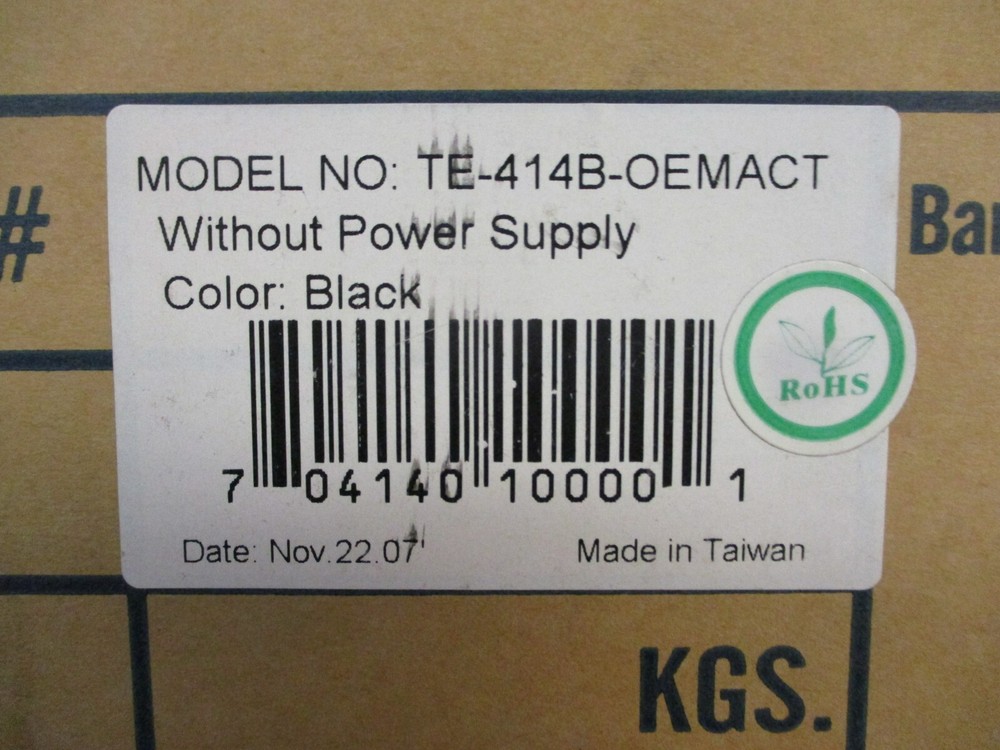 MODEL NO: TE-414B-OEMACT
Without Power Supply
Color: Black
RoHS
7 04140 10000 1
Date: Nov.22.07'
Made in Taiwan
#
KGS.